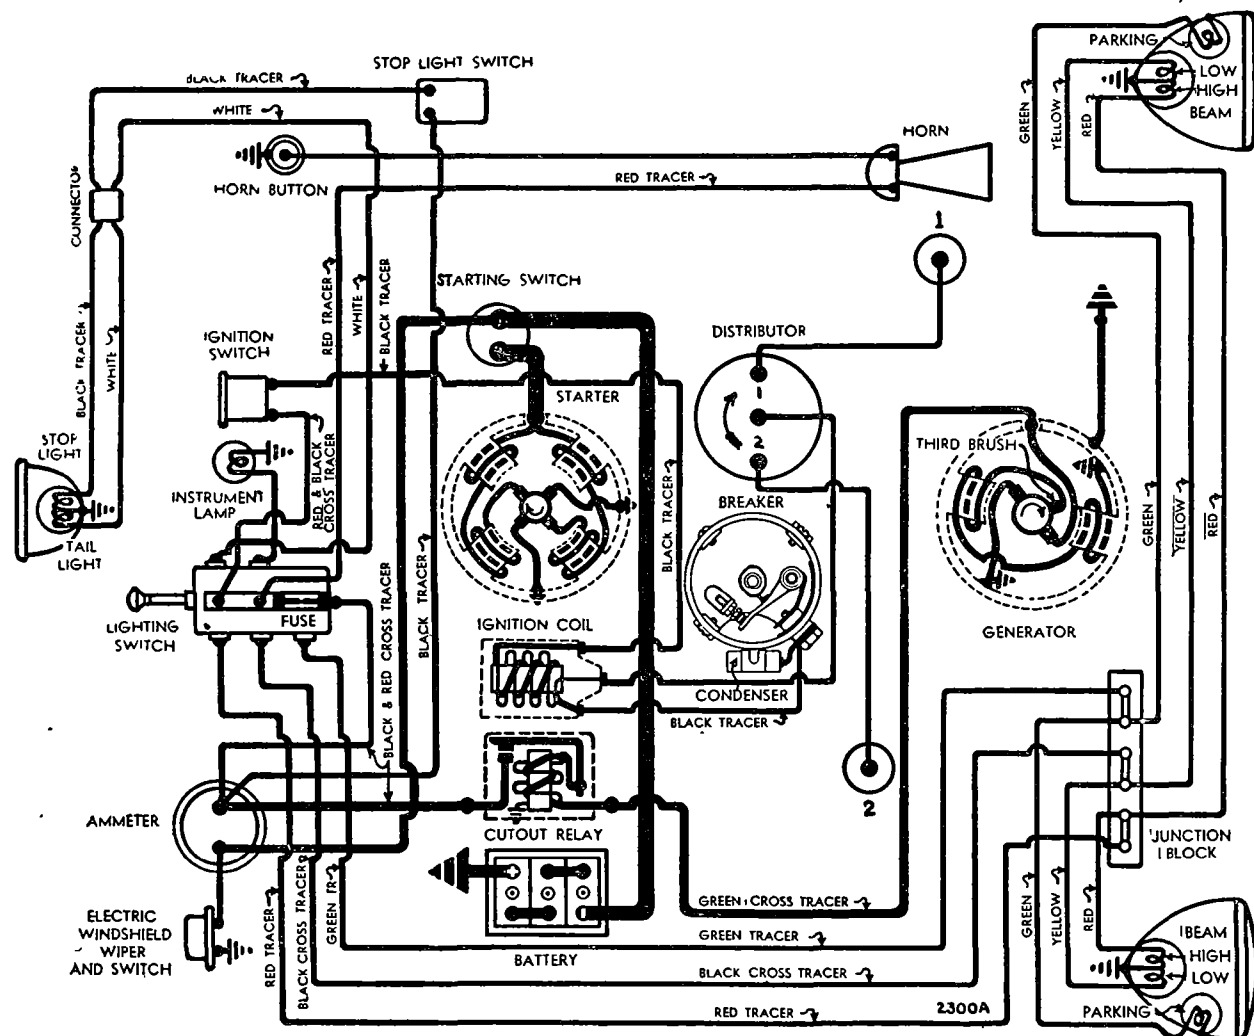 BLACK TRACER
WHITE
STOP LIGHT SWITCH
HORN BUTTON
HORN
RED TRACER
PARKING
LOW
HIGH
BEAM
GREEN
YELLOW
RED
CONNECTOR
1
BLACK TRACER
WHITE
RED TRACER
WHITE
BLACK TRACER
STARTING SWITCH
IGNITION
SWITCH
DISTRIBUTOR
1
2
STARTER
BREAKER
THIRD BRUSH
STOP
LIGHT
TAIL
LIGHT
INSTRUMENT
LAMP
RED & BLACK
CROSS TRACER
BLACK TRACER
GREEN
YELLOW
RED
LIGHTING
SWITCH
FUSE
IGNITION COIL
GENERATOR
BLACK & RED CROSS TRACER
BLACK TRACER
CONDENSER
BLACK TRACER
AMMETER
CUTOUT RELAY
2
JUNCTION
BLOCK
ELECTRIC
WINDSHIELD
WIPER
AND SWITCH
RED TRACER
BLACK CROSS TRACER
GREEN TR
BATTERY
GREEN CROSS TRACER
GREEN TRACER
BLACK CROSS TRACER
RED TRACER
2300A
GREEN
YELLOW
RED
BEAM
HIGH
LOW
PARKING